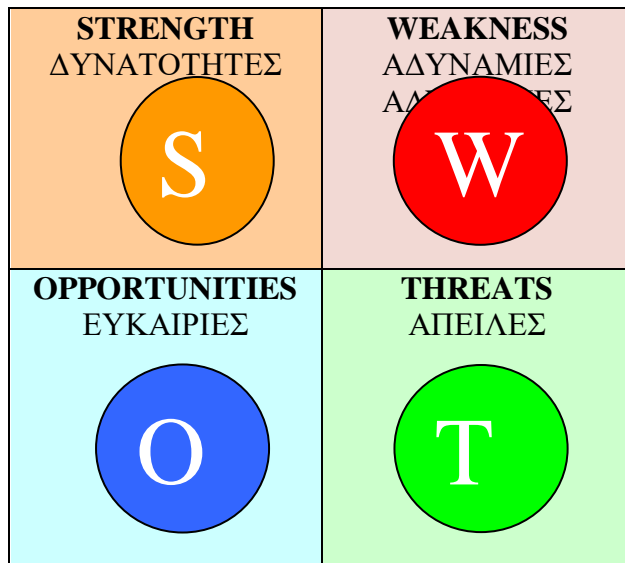 STRENGTH
ΔΥΝΑΤΟΤΗΤΕΣ
S
WEAKNESS
ΑΔΥΝΑΜΙΕΣ
W
OPPORTUNITIES
ΕΥΚΑΙΡΙΕΣ
O
THREATS
ΑΠΕΙΛΕΣ
T